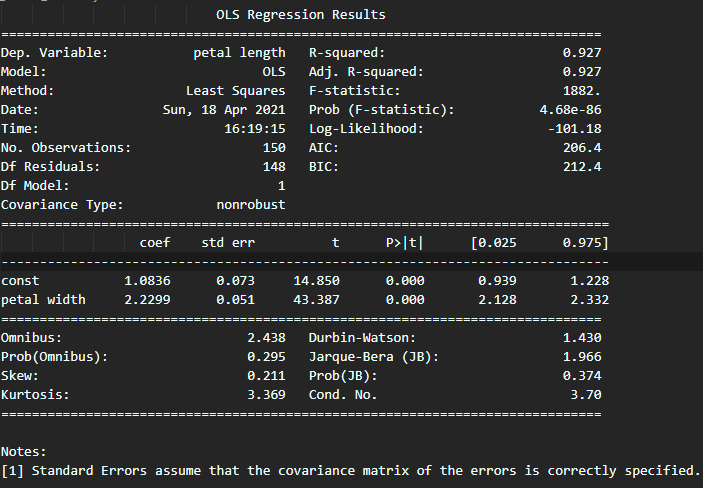 OLS Regression Results
==============================================================================
Dep. Variable: petal length R-squared: 0.927
Model: OLS Adj. R-squared: 0.927
Method: Least Squares F-statistic: 1882.
Date: Sun, 18 Apr 2021 Prob (F-statistic): 4.68e-86
Time: 16:19:15 Log-Likelihood: -101.18
No. Observations: 150 AIC: 206.4
Df Residuals: 148 BIC: 212.4
Df Model: 1
Covariance Type: nonrobust
===============================================================================
coef std err t P>|t| [0.025 0.975]
-------------------------------------------------------------------------------
const 1.0836 0.073 14.850 0.000 0.939 1.228
petal width 2.2299 0.051 43.387 0.000 2.128 2.332
==============================================================================
Omnibus: 2.438 Durbin-Watson: 1.430
Prob(Omnibus): 0.295 Jarque-Bera (JB): 1.966
Skew: 0.211 Prob(JB): 0.374
Kurtosis: 3.369 Cond. No. 3.70
==============================================================================
Notes:
[1] Standard Errors assume that the covariance matrix of the errors is correctly specified.